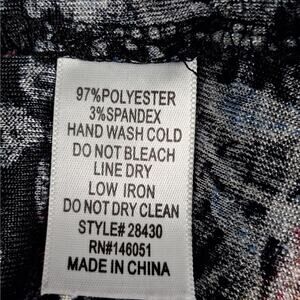 97%POLYESTER
3%SPANDEX
HAND WASH COLD
DO NOT BLEACH
LINE DRY
LOW IRON
DO NOT DRY CLEAN
STYLE# 28430
RN#146051
MADE IN CHINA